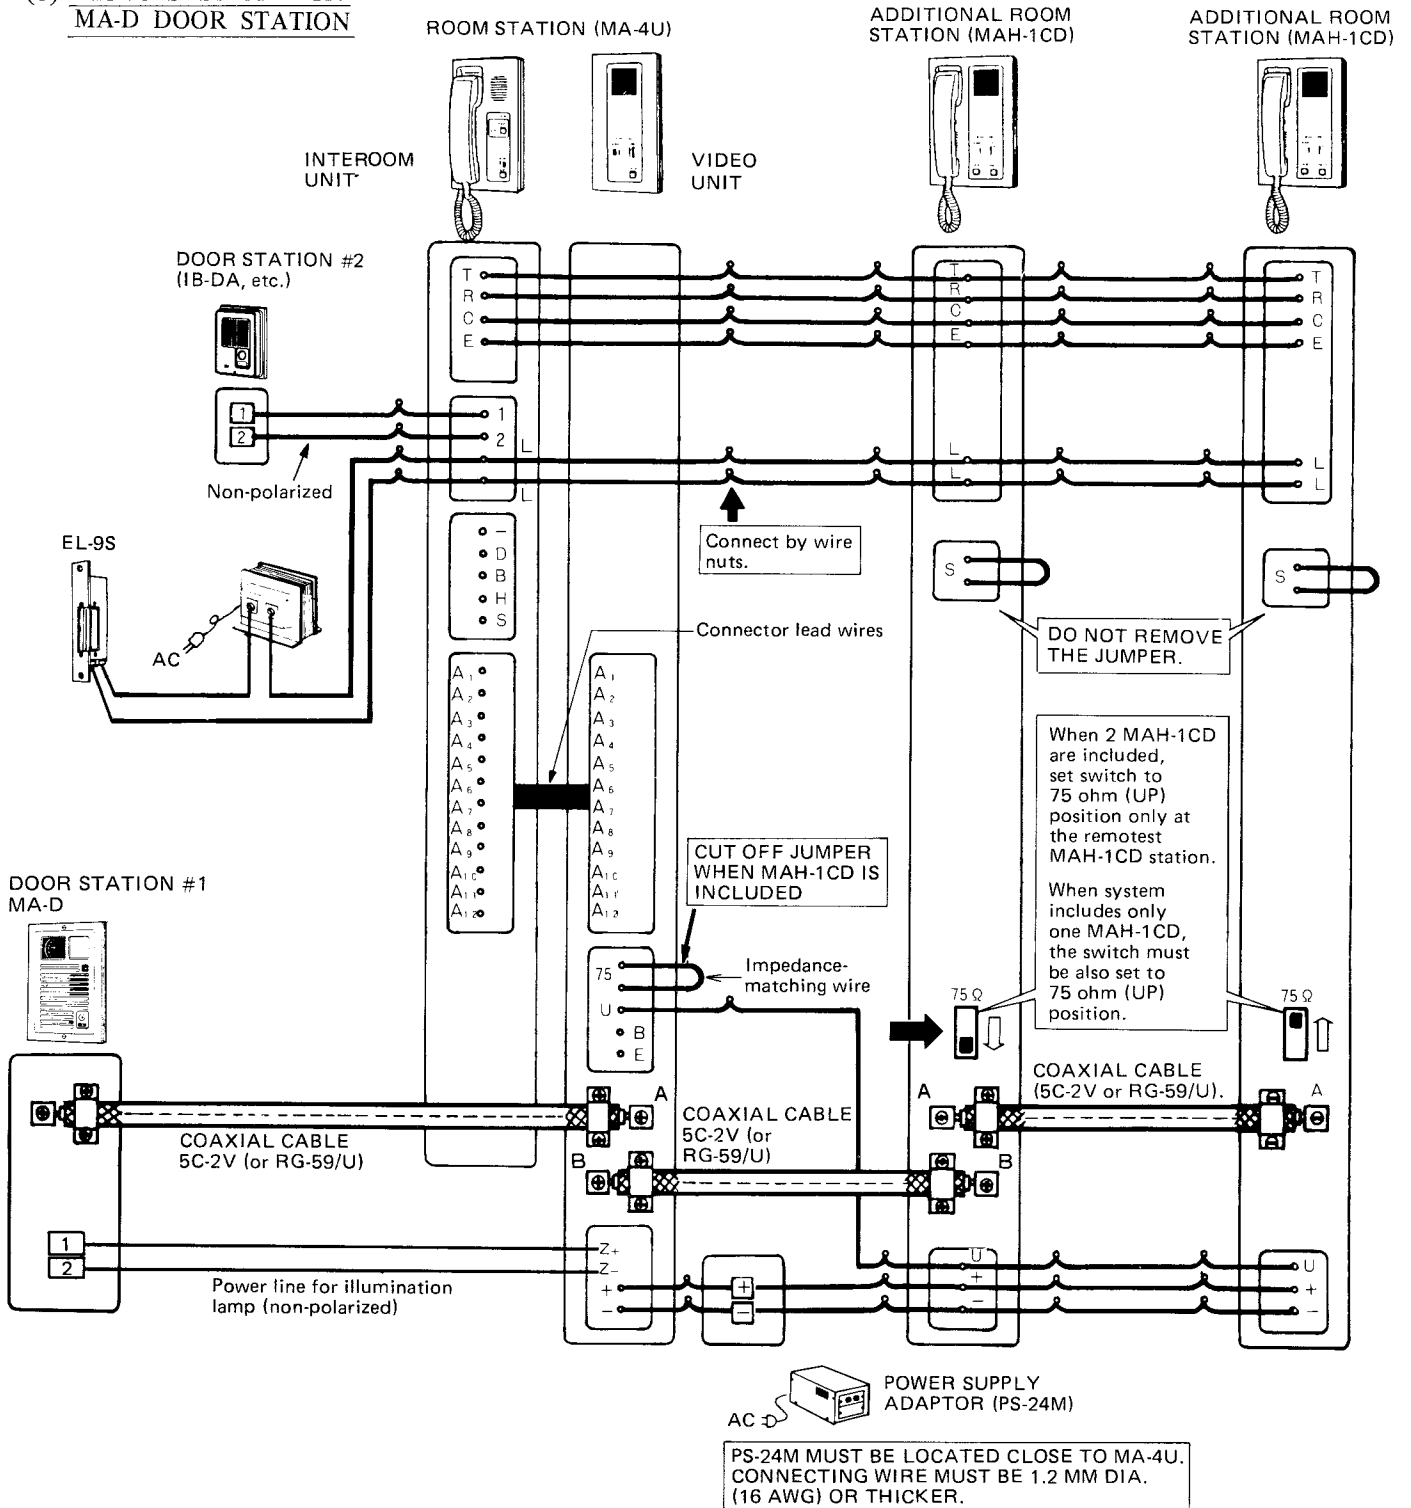 MA-D DOOR STATION
ROOM STATION (MA-4U)
ADDITIONAL ROOM
STATION (MAH-1CD)
ADDITIONAL ROOM
STATION (MAH-1CD)
INTEROOM
UNIT
VIDEO
UNIT
DOOR STATION #2
(IB-DA, etc.)
T
R
C
E
T
R
C
E
T
R
C
E
1
2
1
2
L
L
L
L
L
L
Non-polarized
Connect by wire
nuts.
EL-9S
AC
–
D
B
H
S
S
S
DO NOT REMOVE
THE JUMPER.
Connector lead wires
A1
A2
A3
A4
A5
A6
A7
A8
A9
A10
A11
A12
A1
A2
A3
A4
A5
A6
A7
A8
A9
A10
A11
A12
When 2 MAH-1CD
are included,
set switch to
75 ohm (UP)
position only at
the remotest
MAH-1CD station.
When system
includes only
one MAH-1CD,
the switch must
be also set to
75 ohm (UP)
position.
CUT OFF JUMPER
WHEN MAH-1CD IS
INCLUDED
DOOR STATION #1
MA-D
75
U
B
E
Impedance-
matching wire
75 Ω
75 Ω
COAXIAL CABLE
5C-2V (or RG-59/U)
A
B
COAXIAL CABLE
5C-2V (or
RG-59/U)
A
B
COAXIAL CABLE
(5C-2V or RG-59/U).
A
1
2
Power line for illumination
lamp (non-polarized)
Z+
Z–
+
–
+
–
U
+
–
U
+
–
AC
POWER SUPPLY
ADAPTOR (PS-24M)
PS-24M MUST BE LOCATED CLOSE TO MA-4U.
CONNECTING WIRE MUST BE 1.2 MM DIA.
(16 AWG) OR THICKER.